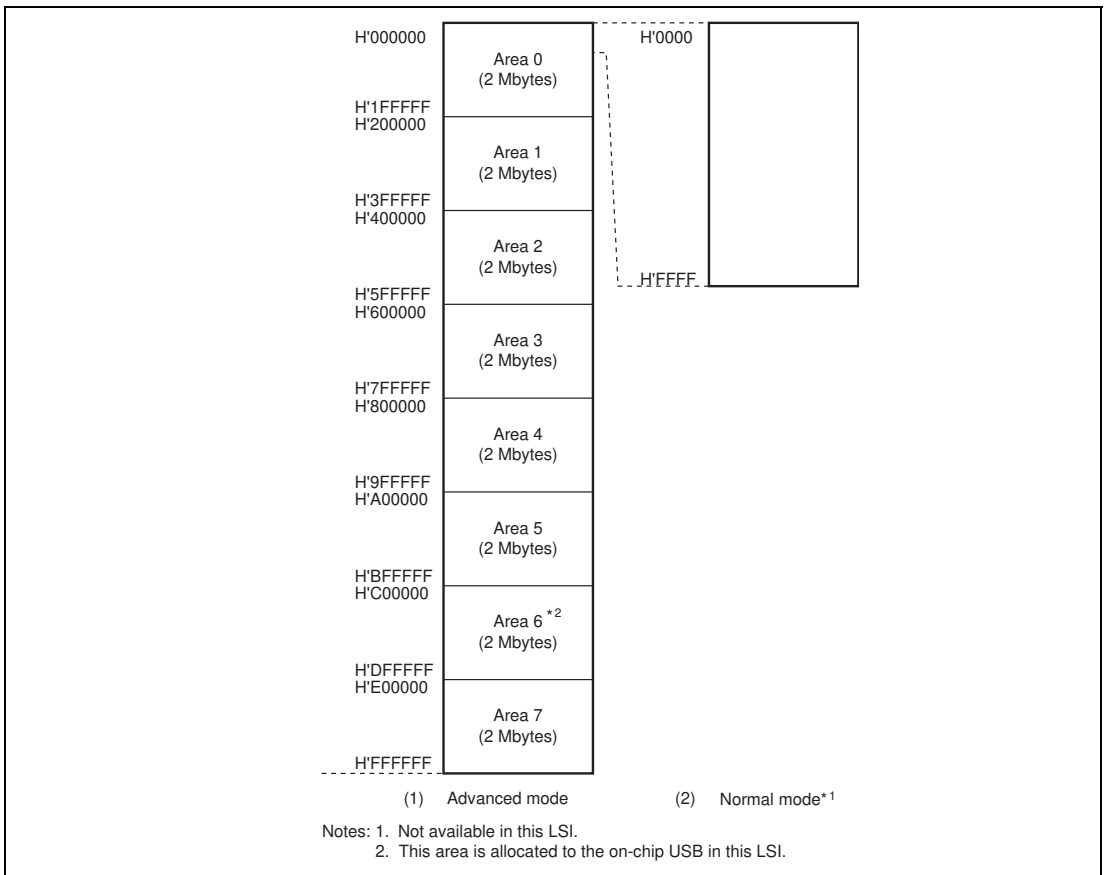 H'000000
Area 0
(2 Mbytes)
H'1FFFFF
H'200000
Area 1
(2 Mbytes)
H'3FFFFF
H'400000
Area 2
(2 Mbytes)
H'5FFFFF
H'600000
Area 3
(2 Mbytes)
H'7FFFFF
H'800000
Area 4
(2 Mbytes)
H'9FFFFF
H'A00000
Area 5
(2 Mbytes)
H'BFFFFF
H'C00000
Area 6 *2
(2 Mbytes)
H'DFFFFF
H'E00000
Area 7
(2 Mbytes)
H'FFFFFF
(1) Advanced mode
H'0000
H'FFFF
(2) Normal mode*1
Notes: 1. Not available in this LSI.
2. This area is allocated to the on-chip USB in this LSI.